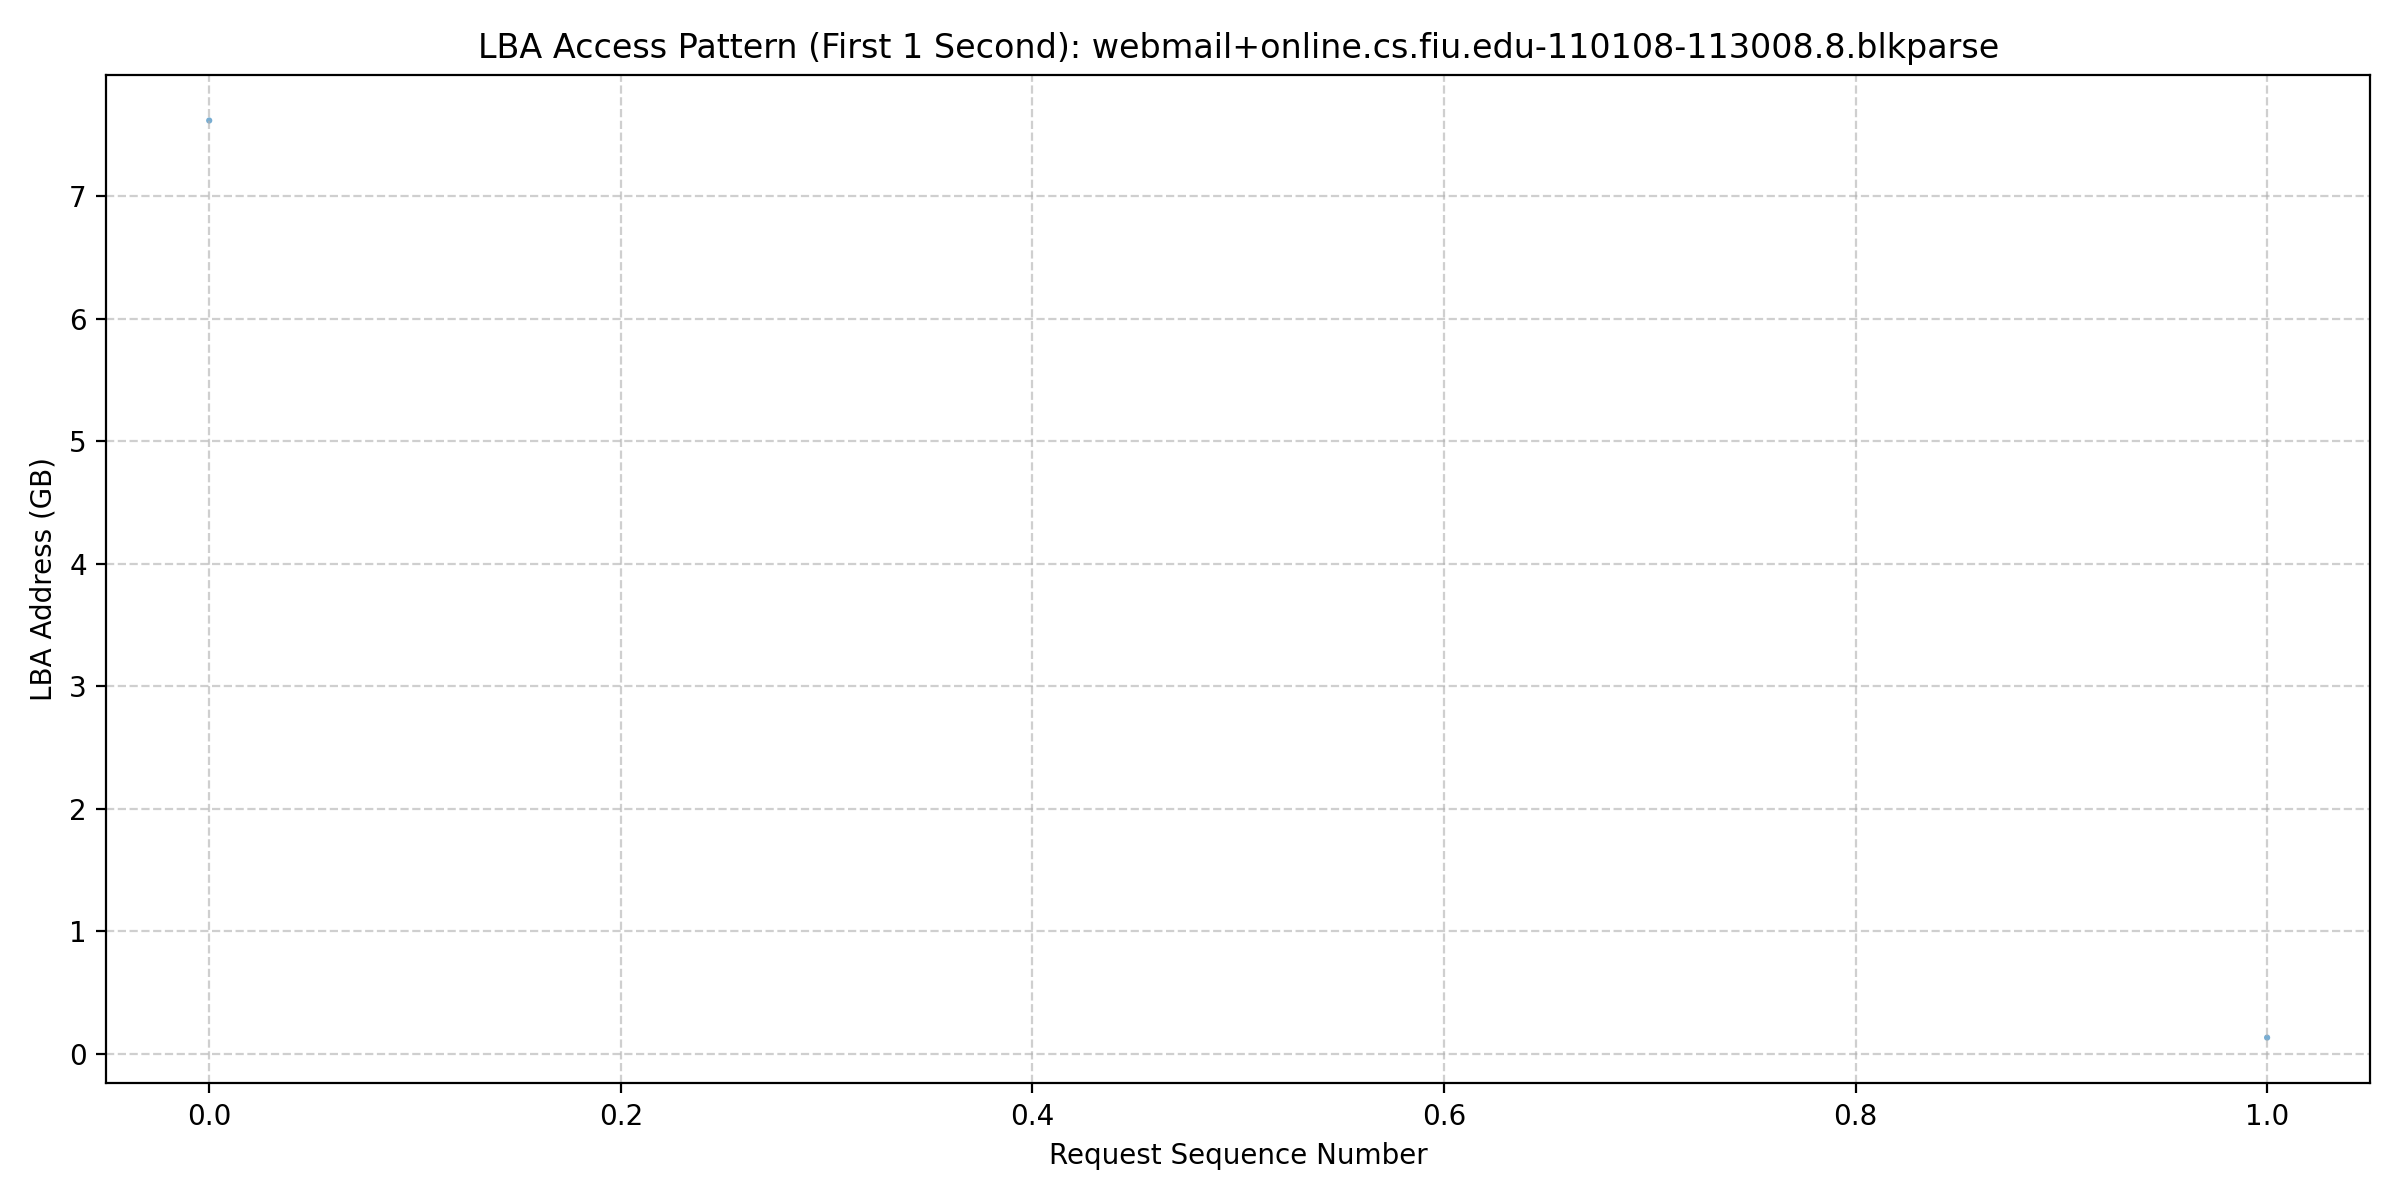 LBA Access Pattern (First 1 Second): webmail+online.cs.fiu.edu-110108-113008.8.blkparse
LBA Address (GB)
7
6
5
4
3
2
1
0
0.0 0.2 0.4 0.6 0.8 1.0
Request Sequence Number